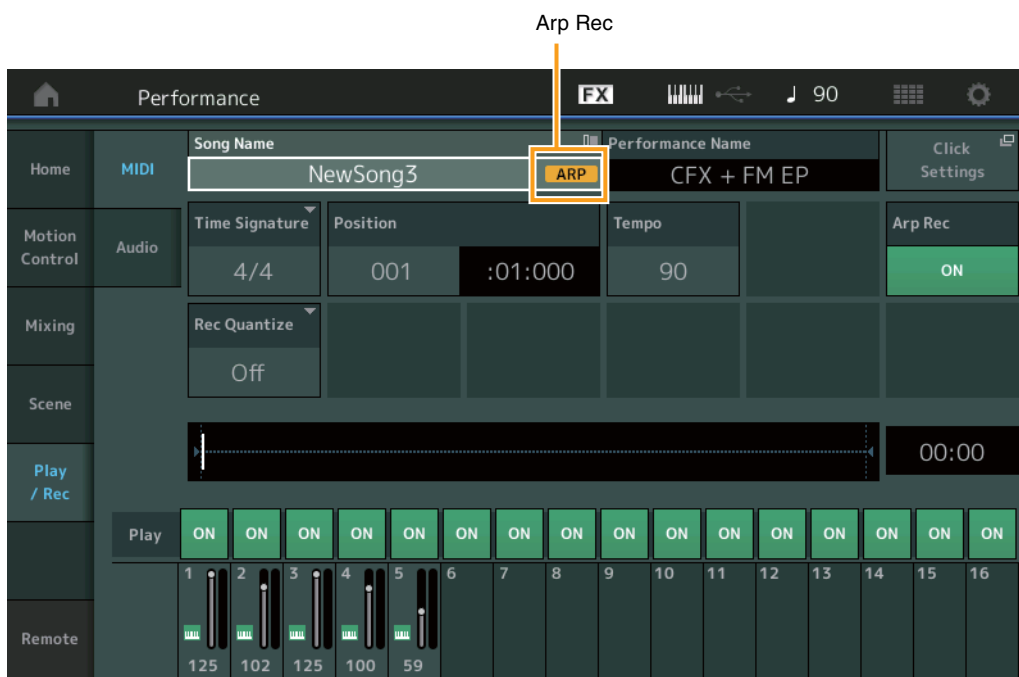 Arp Rec
Performance FX 90
Song Name Performance Name Click Settings
NewSong3 ARP CFX + FM EP
Home MIDI
Motion Control Audio
Time Signature Position Tempo Arp Rec
4/4 001 :01:000 90 ON
Mixing
Rec Quantize
Off
Scene
Play / Rec
00:00
Play ON ON ON ON ON ON ON ON ON ON ON ON ON ON ON ON
1 2 3 4 5 6 7 8 9 10 11 12 13 14 15 16
Remote
125 102 125 100 59